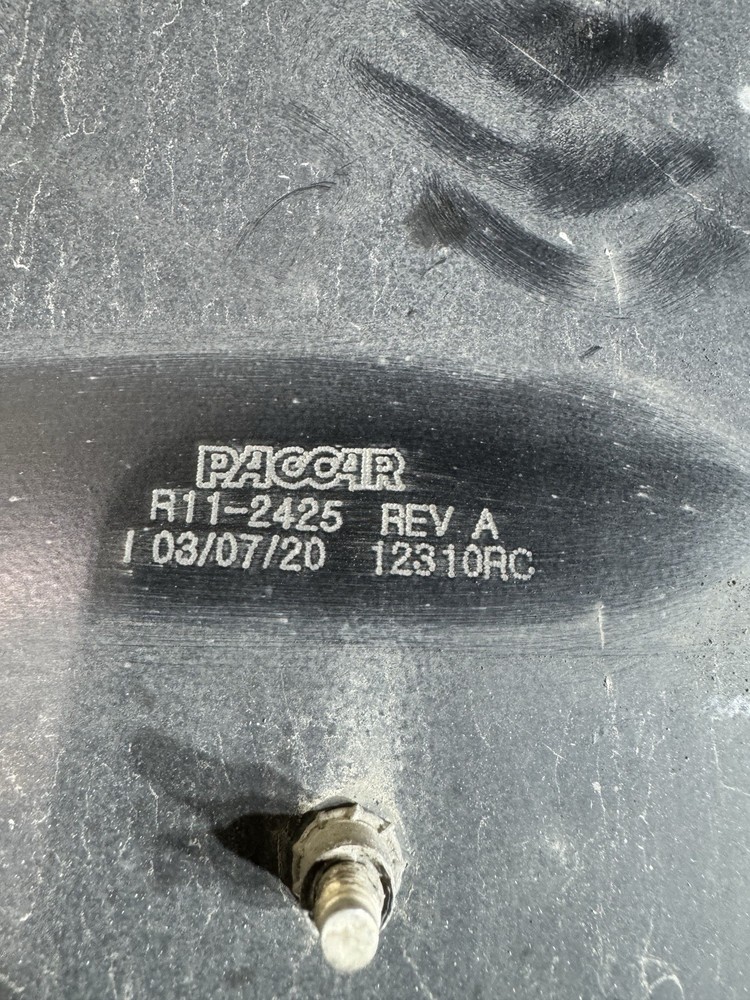 PACCAR
R11-2425 REV A
I 03/07/20 12310RC